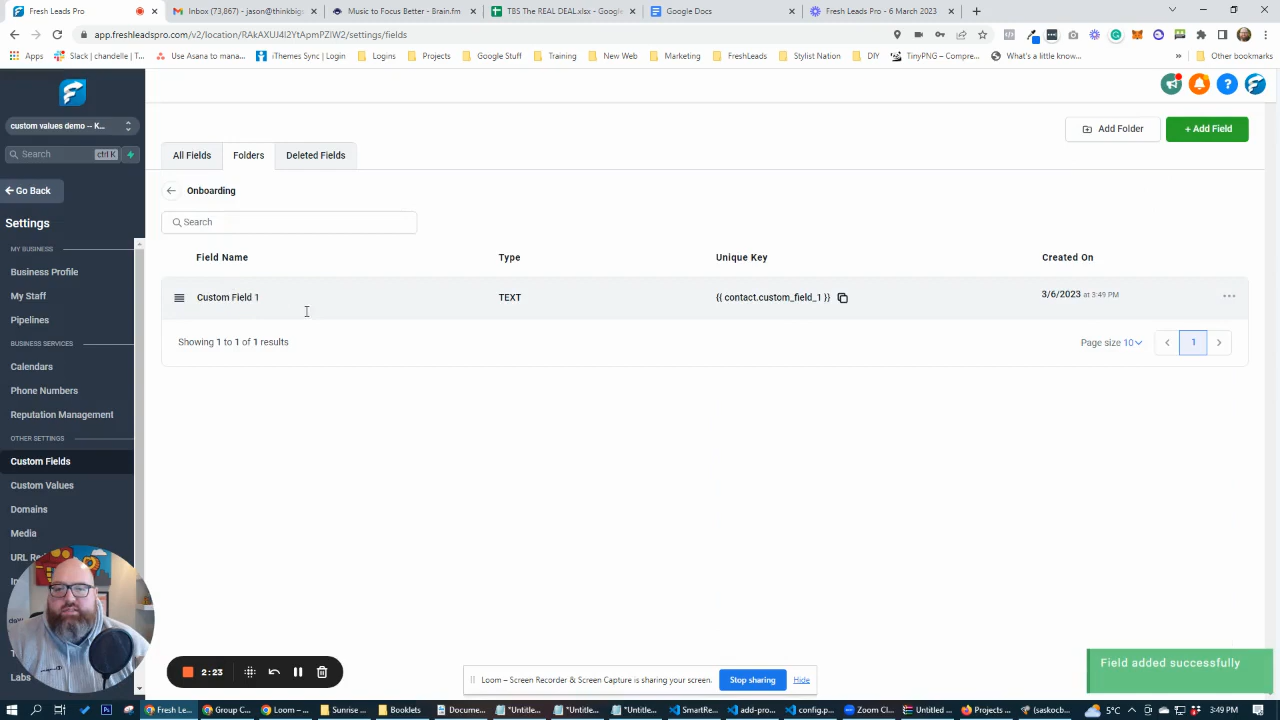 Fresh Leads Pro
Inbox (73,867) - jason@thinkbig
Music to Focus Better - Brain.fm
TBS The REAL DEAL.xlsx - Google
Google Docs
Fresh Leads Pro - 6 March 2023
app.freshleadspro.com/v2/location/RAkAXUJ4I2YtApmPZIW2/settings/fields
Apps
Slack | chandelle | T...
Use Asana to mana...
iThemes Sync | Login
Logins
Projects
Google Stuff
Training
New Web
Marketing
FreshLeads
Stylist Nation
DIY
TinyPNG – Compre...
What's a little know...
»
Other bookmarks
custom values demo -- K...
Search
ctrl K
Go Back
Settings
MY BUSINESS
Business Profile
My Staff
Pipelines
BUSINESS SERVICES
Calendars
Phone Numbers
Reputation Management
OTHER SETTINGS
Custom Fields
Custom Values
Domains
Media
URL Re
Labs
Add Folder
+ Add Field
All Fields
Folders
Deleted Fields
Onboarding
Search
Field Name
Type
Unique Key
Created On
Custom Field 1
TEXT
{{ contact.custom_field_1 }}
3/6/2023 at 3:49 PM
Showing 1 to 1 of 1 results
Page size 10
1
2:23
Loom – Screen Recorder & Screen Capture is sharing your screen.
Stop sharing
Hide
Field added successfully
Fresh Le...
Group C...
Loom – ...
Sunrise ...
Booklets
Docume...
*Untitle...
*Untitle...
*Untitle...
SmartRe...
add-pro...
config.p...
Zoom Cl...
Untitled ...
Projects ...
(saskocb...
5°C
3:49 PM